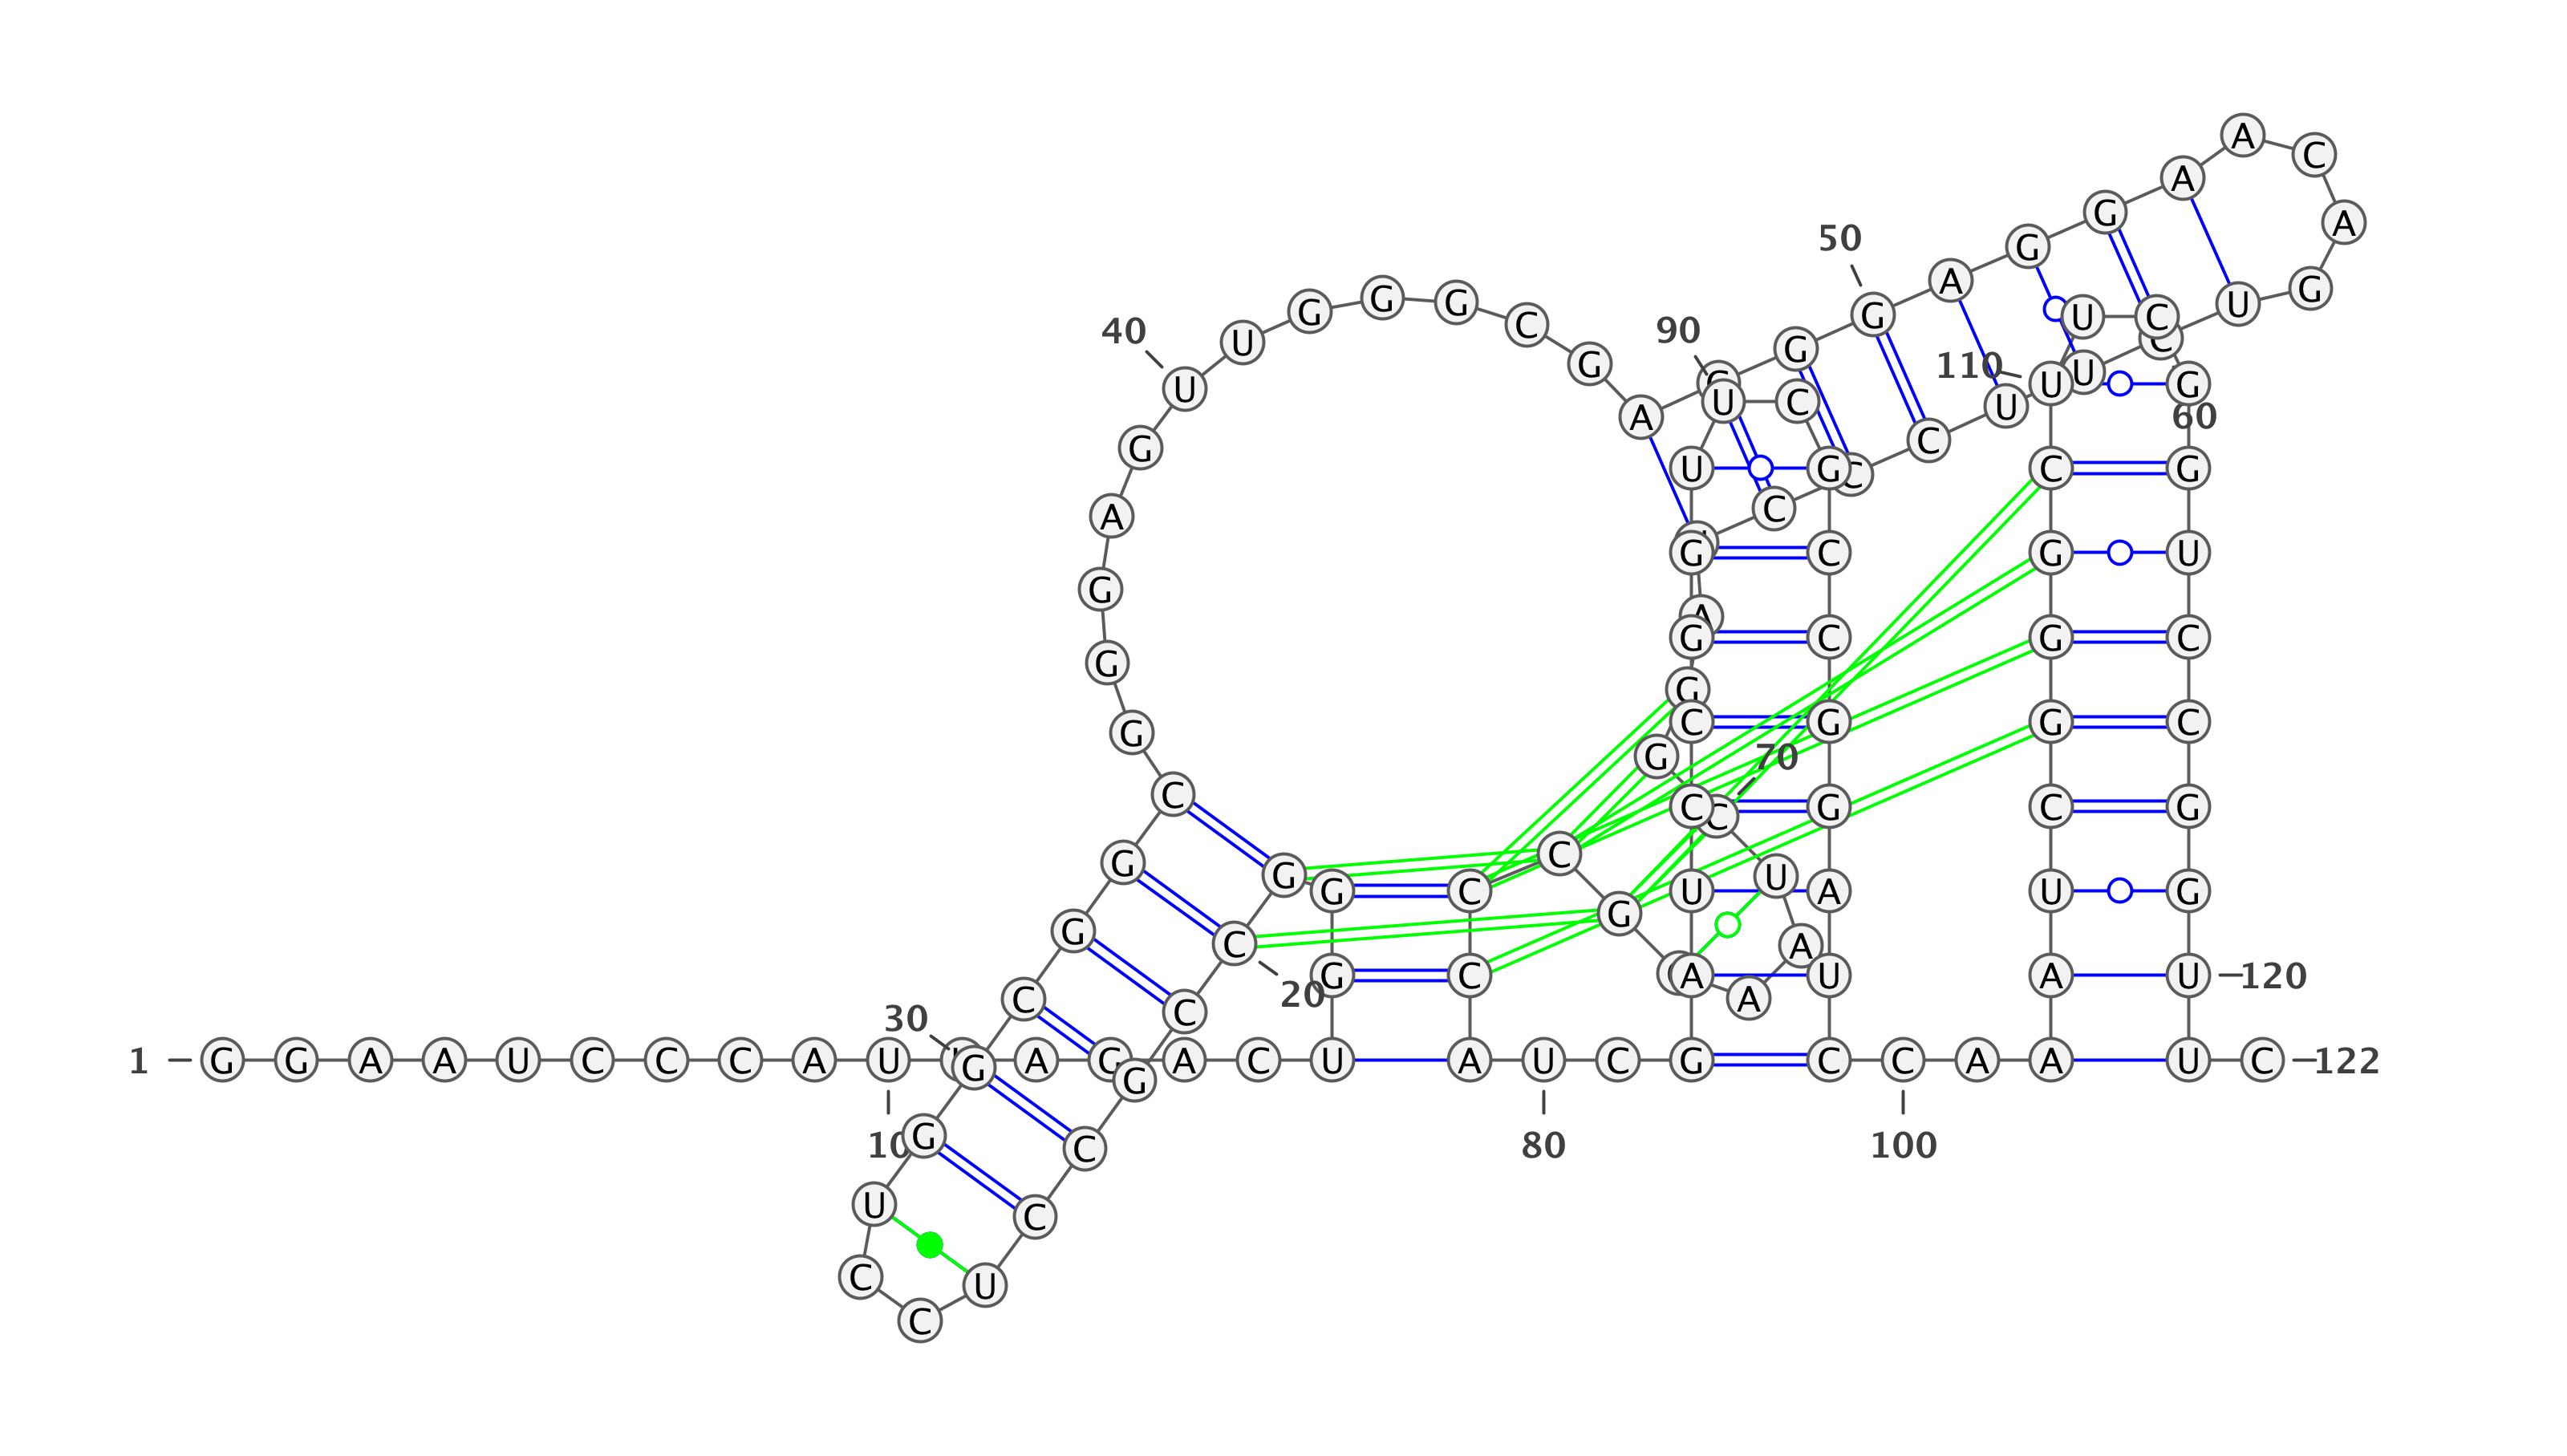 A
A C
G A
50 G
A G
G G G G U C U
40 U C 90 G C
U G G 110 U U G
A U C U 60
G C
U G C C G
A C
G C G U
G
A
G C G C
G
G
G C G G C
G 70
C C C G C G
G C
G G C U U A U G
G C G A
G C A U A U 120
C 20 A
30 C
1 G G A A U C C C A U A G A C U A U C G C C A A A U C 122
G G
G C
10 80 100
U C
C U
C